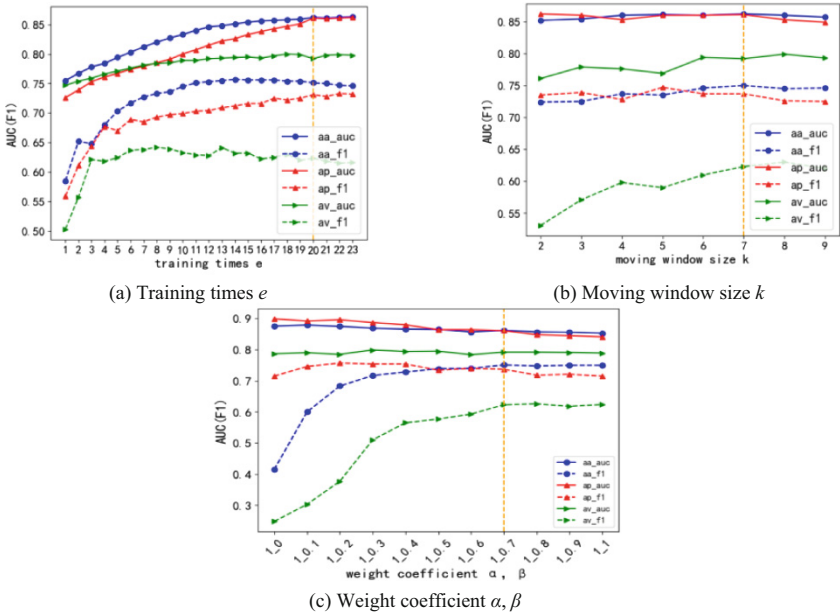 AUC(F1)
0.85
0.80
0.75
0.70
0.65
0.60
0.55
0.50
aa_auc
aa_f1
ap_auc
ap_f1
av_auc
av_f1
1 2 3 4 5 6 7 8 9 10 11 12 13 14 15 16 17 18 19 20 21 22 23
training times e
(a) Training times e
AUC(F1)
0.85
0.80
0.75
0.70
0.65
0.60
0.55
aa_auc
aa_f1
ap_auc
ap_f1
av_auc
av_f1
2 3 4 5 6 7 8 9
moving window size k
(b) Moving window size k
AUC(F1)
0.9
0.8
0.7
0.6
0.5
0.4
0.3
aa_auc
aa_f1
ap_auc
ap_f1
av_auc
av_f1
1_0 1_0.1 1_0.2 1_0.3 1_0.4 1_0.5 1_0.6 1_0.7 1_0.8 1_0.9 1_1
weight coefficient α, β
(c) Weight coefficient α, β